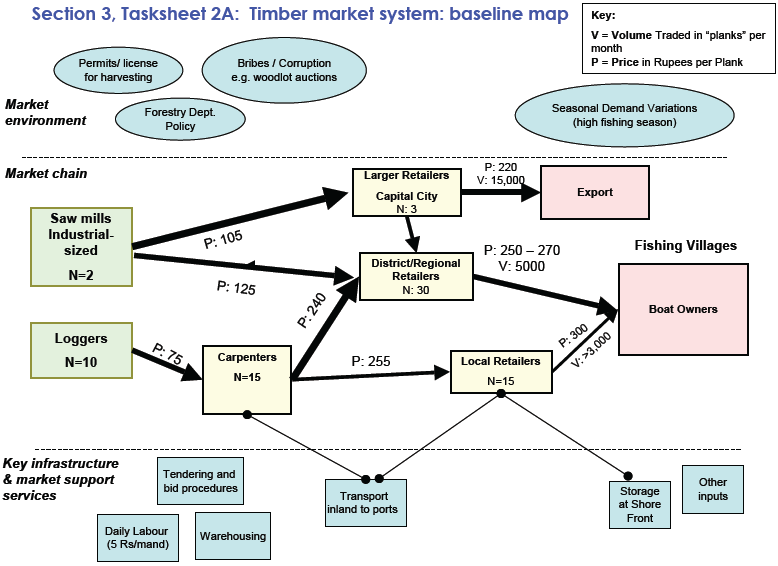 Section 3, Tasksheet 2A: Timber market system: baseline map
Key:
V = Volume Traded in "planks" per
month
P = Price in Rupees per Plank
Permits/ license
for harvesting
Bribes / Corruption
e.g. woodlot auctions
Market
environment
Forestry Dept.
Policy
Seasonal Demand Variations
(high fishing season)
Market chain
Larger Retailers
Capital City
N: 3
P: 220
V: 15,000
Export
Saw mills
Industrial-
sized
N=2
P: 105
P: 125
District/Regional
Retailers
N: 30
P: 250 – 270
V: 5000
Fishing Villages
Boat Owners
Loggers
N=10
P: 75
Carpenters
N=15
P: 240
P: 255
Local Retailers
N=15
P: 300
V: >3,000
Key infrastructure
& market support
services
Tendering and
bid procedures
Daily Labour
(5 Rs/mand)
Warehousing
Transport
inland to ports
Storage
at Shore
Front
Other
inputs